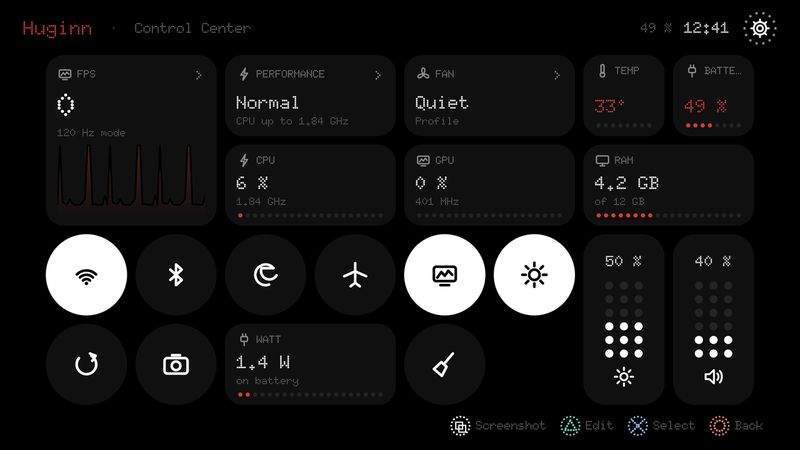 Huginn · Control Center
49 % 12:41
FPS
0
120 Hz mode
PERFORMANCE
Normal
CPU up to 1.84 GHz
FAN
Quiet
Profile
TEMP
33°
BATTE…
49 %
CPU
6 %
1.84 GHz
GPU
0 %
401 MHz
RAM
4.2 GB
of 12 GB
50 %
40 %
WATT
1.4 W
on battery
Screenshot Edit Select Back